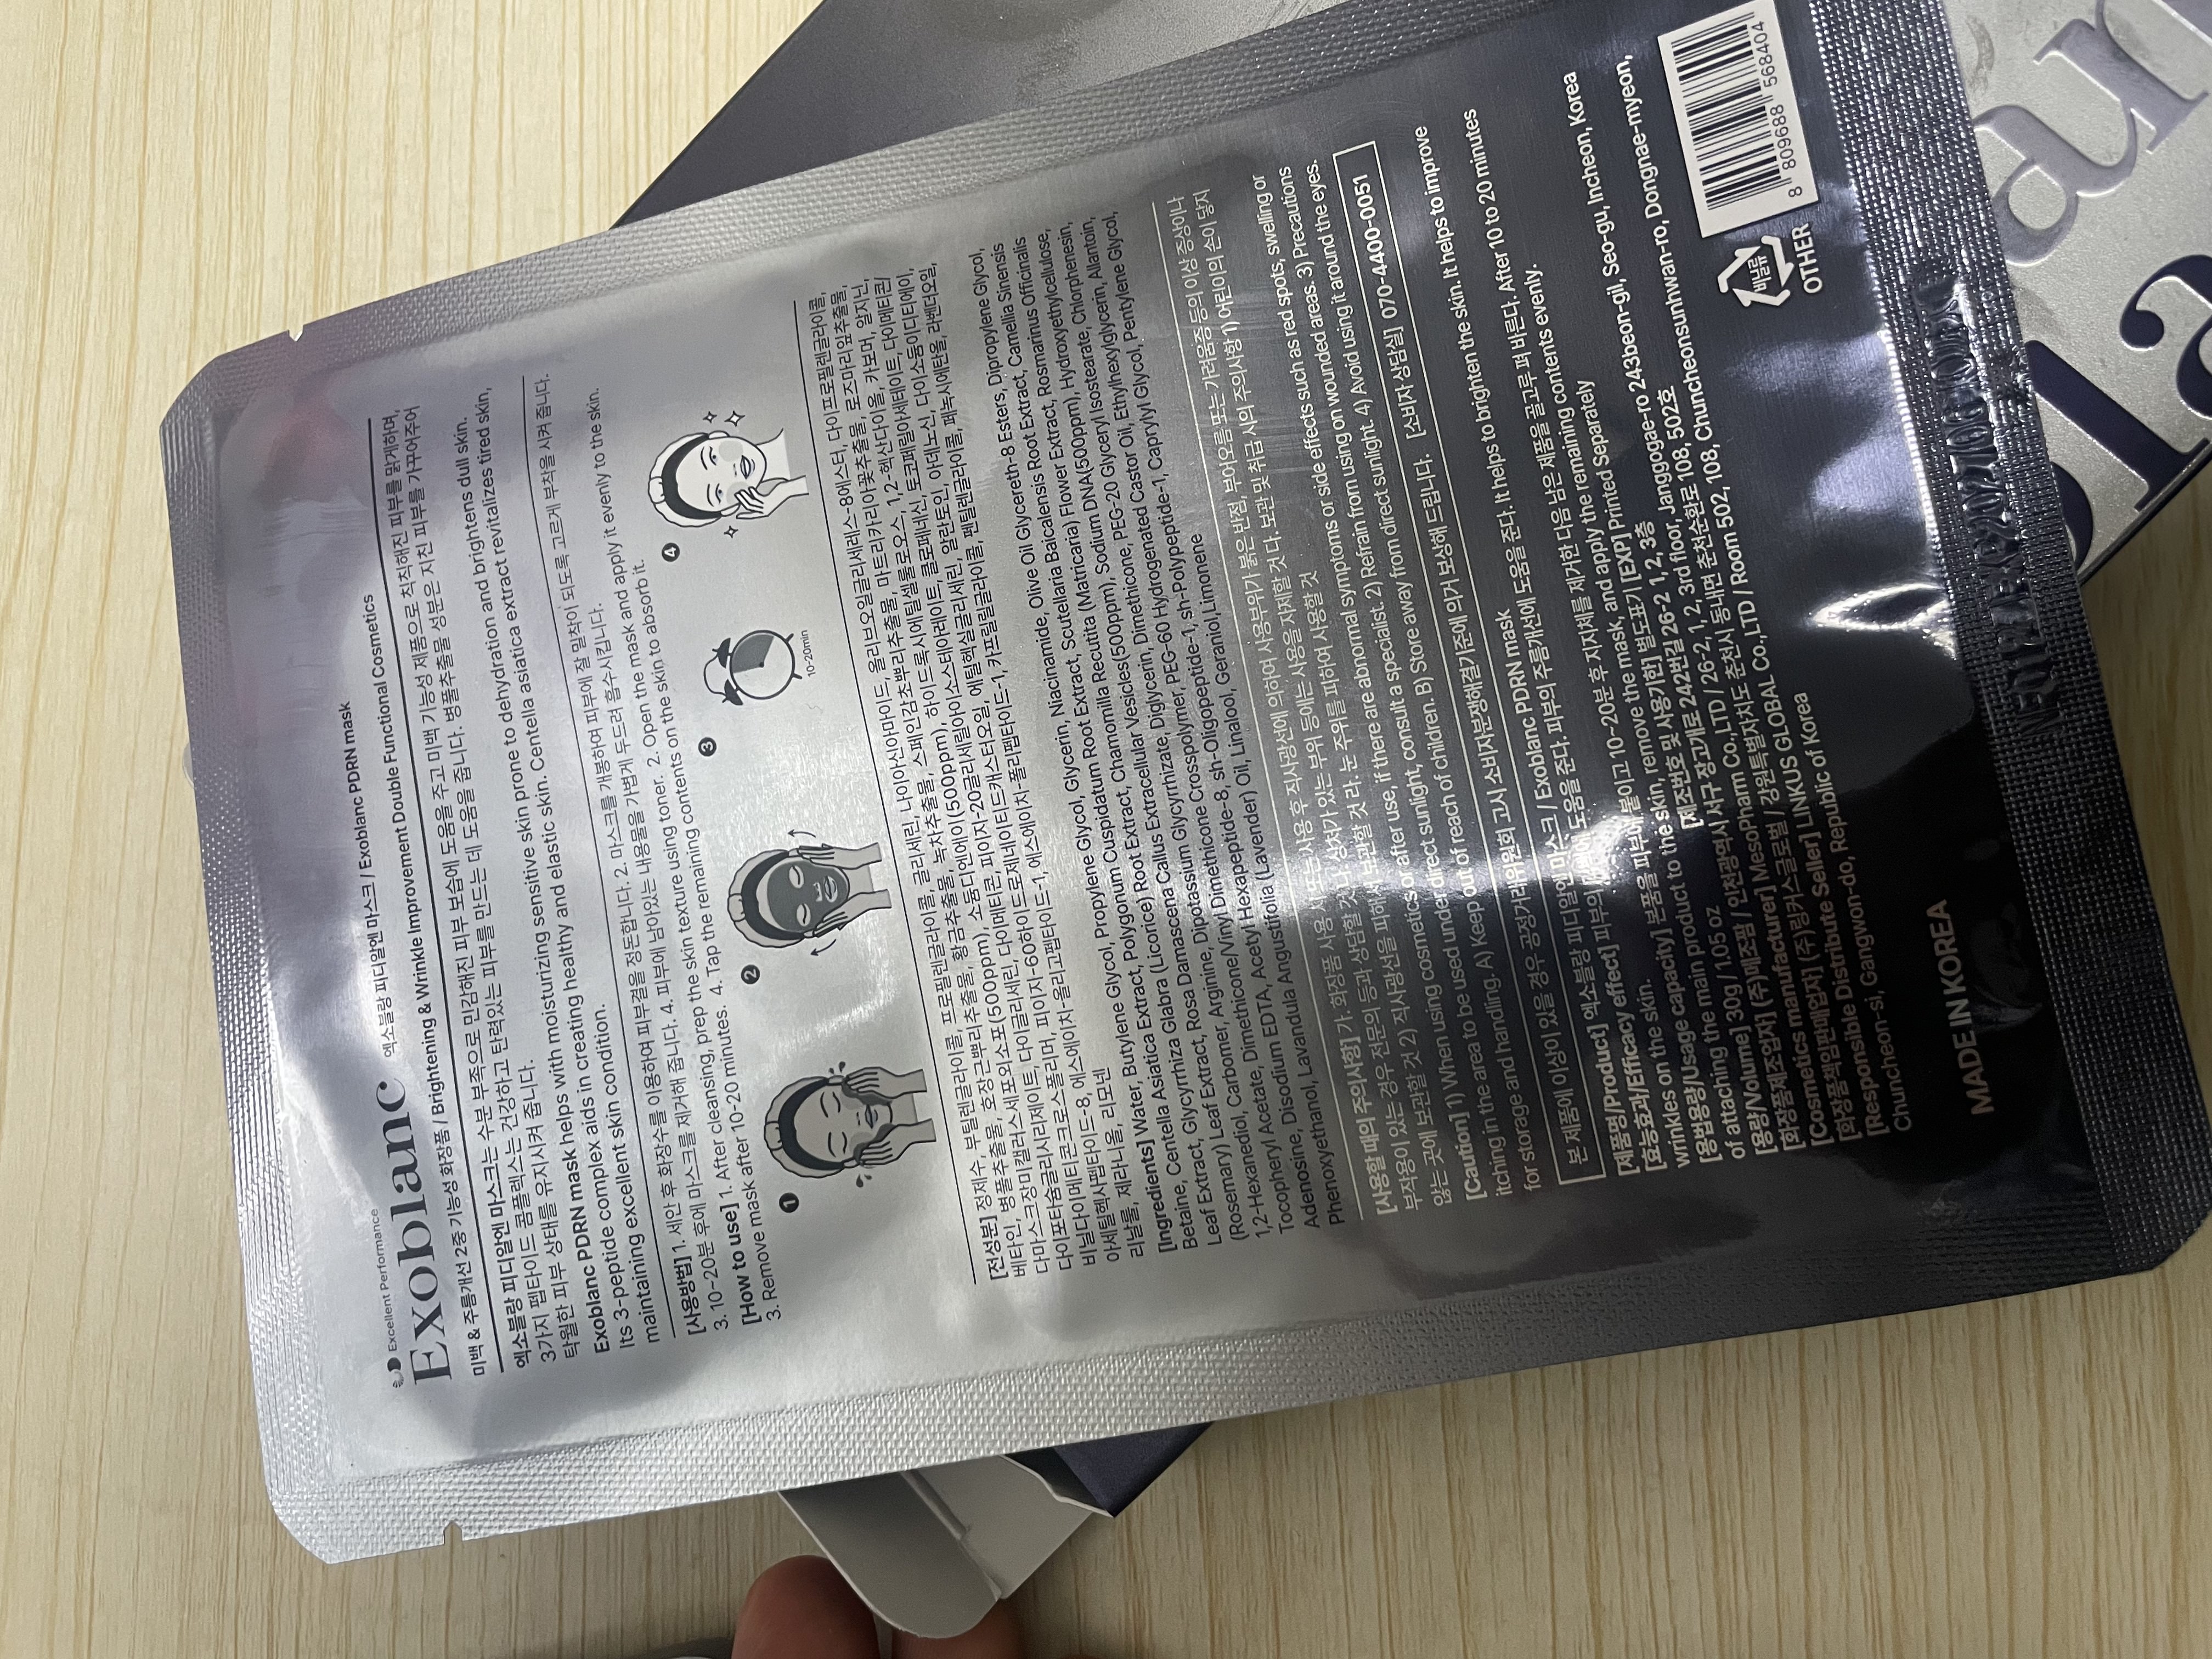 Excellent Performance
Exoblanc 엑소블랑 피디알엔 마스크 / Exoblanc PDRN mask
미백 & 주름개선 2중 기능성 화장품 / Brightening & Wrinkle Improvement Double Functional Cosmetics
엑소블랑 피디알엔 마스크는 수분 부족으로 민감해진 피부 보습에 도움을 주고 미백 기능성 제품으로 칙칙해진 피부를 맑게하며,
3가지 펩타이드 콤플렉스는 건강하고 탄력있는 피부를 만드는 데 도움을 줍니다. 병풀추출물 성분은 지친 피부를 가꾸어주어
탁월한 피부 상태를 유지시켜 줍니다.
Exoblanc PDRN mask helps with moisturizing sensitive skin prone to dehydration and brightens dull skin.
Its 3-peptide complex aids in creating healthy and elastic skin. Centella asiatica extract revitalizes tired skin,
maintaining excellent skin condition.
[사용방법] 1. 세안 후 화장수를 이용하여 피부결을 정돈합니다. 2. 마스크를 개봉하여 피부에 잘 밀착이 되도록 고르게 부착을 시켜 줍니다.
3. 10~20분 후에 마스크를 제거해 줍니다. 4. 피부에 남아있는 내용물을 가볍게 두드려 흡수시킵니다.
[How to use] 1. After cleansing, prep the skin texture using toner. 2. Open the mask and apply it evenly to the skin.
3. Remove mask after 10-20 minutes. 4. Tap the remaining contents on the skin to absorb it.
1 2 3 4
10-20min
[전성분] 정제수, 부틸렌글라이콜, 프로필렌글라이콜, 글리세린, 나이아신아마이드, 올리브오일글리세레스-8에스터, 다이프로필렌글라이콜,
베타인, 병풀추출물, 호장근뿌리추출물, 황금추출물, 녹차추출물, 스페인감초뿌리추출물, 마트리카리아꽃추출물, 로즈마리잎추출물,
다마스크장미캘러스세포외소포(500ppm), 소듐디엔에이(500ppm), 하이드록시에틸셀룰로오스, 1,2-헥산다이올, 카보머, 알지닌,
다이포타슘글리시리제이트, 다이글리세린, 다이메티콘, 피이지-20글리세릴아이소스테아레이트, 클로페네신, 토코페릴아세테이트, 다이메티콘/
비닐다이메티콘크로스폴리머, 피이지-60하이드로제네이티드캐스터오일, 에틸헥실글리세린, 알란토인, 아데노신, 다이소듐이디티에이,
아세틸헥사펩타이드-8, 에스에이치-올리고펩타이드-1, 에스에이치-폴리펩타이드-1, 카프릴릴글라이콜, 펜틸렌글라이콜, 페녹시에탄올, 라벤더오일,
리날룰, 제라니올, 리모넨
[Ingredients] Water, Butylene Glycol, Propylene Glycol, Glycerin, Niacinamide, Olive Oil Glycereth-8 Esters, Dipropylene Glycol,
Betaine, Centella Asiatica Extract, Polygonum Cuspidatum Root Extract, Scutellaria Baicalensis Root Extract, Camellia Sinensis
Leaf Extract, Glycyrrhiza Glabra (Licorice) Root Extract, Chamomilla Recutita (Matricaria) Flower Extract, Rosmarinus Officinalis
(Rosemary) Leaf Extract, Rosa Damascena Callus Extracellular Vesicles(500ppm), Sodium DNA(500ppm), Hydroxyethylcellulose,
1,2-Hexanediol, Carbomer, Arginine, Dipotassium Glycyrrhizate, Diglycerin, Dimethicone, PEG-20 Glyceryl Isostearate, Chlorphenesin,
Tocopheryl Acetate, Dimethicone/Vinyl Dimethicone Crosspolymer, PEG-60 Hydrogenated Castor Oil, Ethylhexylglycerin, Allantoin,
Adenosine, Disodium EDTA, Acetyl Hexapeptide-8, sh-Oligopeptide-1, sh-Polypeptide-1, Caprylyl Glycol, Pentylene Glycol,
Phenoxyethanol, Lavandula Angustifolia (Lavender) Oil, Linalool, Geraniol,Limonene
[사용할 때의 주의사항] 가. 화장품 사용 시 또는 사용 후 직사광선에 의하여 사용부위가 붉은 반점, 부어오름 또는 가려움증 등의 이상 증상이나
부작용이 있는 경우 전문의 등과 상담할 것 나. 상처가 있는 부위 등에는 사용을 자제할 것 다. 보관 및 취급 시의 주의사항 1) 어린이의 손이 닿지
않는 곳에 보관할 것 2) 직사광선을 피해서 보관할 것 라. 눈 주위를 피하여 사용할 것
[Caution] 1) When using cosmetics or after use, if there are abnormal symptoms or side effects such as red spots, swelling or
itching in the area to be used under direct sunlight, consult a specialist. 2) Refrain from using on wounded areas. 3) Precautions
for storage and handling. A) Keep out of reach of children. B) Store away from direct sunlight. 4) Avoid using it around the eyes.
본 제품에 이상이 있을 경우 공정거래위원회 고시 소비자분쟁해결기준에 의거 보상해 드립니다. [소비자 상담실] 070-4400-0051
[제품명/Product] 엑소블랑 피디알엔 마스크 / Exoblanc PDRN mask
[효능효과/Efficacy effect] 피부의 도움을 준다. 피부의 주름개선에 도움을 준다. It helps to brighten the skin. It helps to improve
wrinkles on the skin.
[용법용량/Usage capacity] 본품을 피부에 붙이고 10~20분 후 지지체를 제거한 다음 남은 제품을 골고루 펴 바른다. After 10 to 20 minutes
of attaching the main product to the skin, remove the mask, and apply the remaining contents evenly.
[용량/Volume] 30g / 1.05 oz [제조번호 및 사용기한] 별도표기 [EXP] Printed Separately
[화장품제조업자] (주)메조팜 / 인천광역시 서구 장고개로 242번길 26-2 1, 2, 3층
[Cosmetics manufacturer] MesoPharm Co.,LTD / 26-2, 1, 2, 3rd floor, Janggogae-ro 243beon-gil, Seo-gu, Incheon, Korea
[화장품책임판매업자] (주)링커스글로벌 / 강원특별자치도 춘천시 동내면 춘천순환로 108, 502호
[Responsible Distribute Seller] LINKUS GLOBAL Co.,LTD / Room 502, 108, Chuncheonsunhwan-ro, Dongnae-myeon,
Chuncheon-si, Gangwon-do, Republic of Korea
비닐류
OTHER
8 809688 568404
MADE IN KOREA